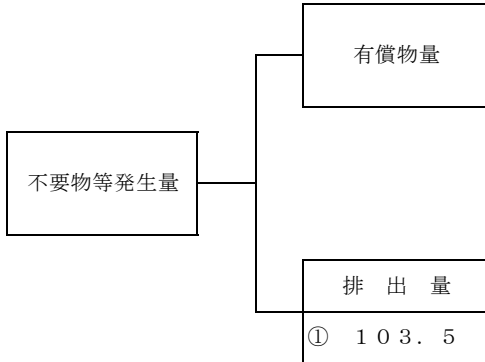 有償物量
不要物等発生量
排　出　量
①　１０３．５